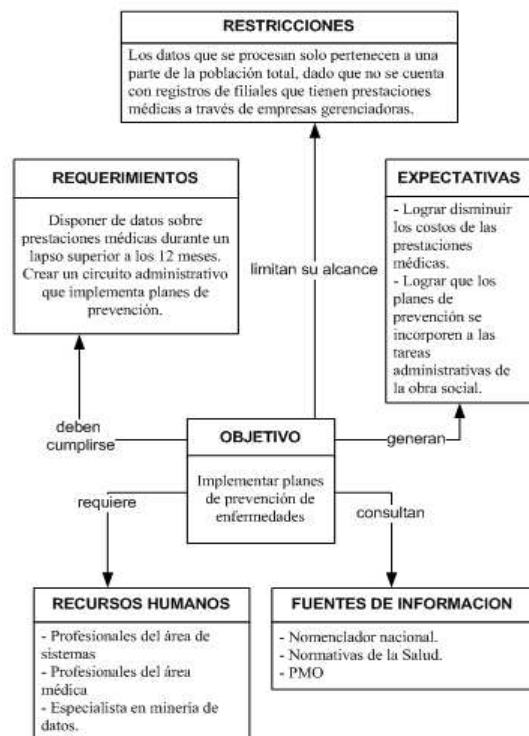 RESTRICCIONES
Los datos que se procesan solo pertenecen a una
parte de la población total, dado que no se cuenta
con registros de filiales que tienen prestaciones
médicas a través de empresas gerenciadoras.
REQUERIMIENTOS
Disponer de datos sobre
prestaciones médicas durante un
lapso superior a los 12 meses.
Crear un circuito administrativo
que implementa planes de
prevención.
EXPECTATIVAS
- Lograr disminuir
los costos de las
prestaciones
médicas.
- Lograr que los
planes de
prevención se
incorporen a las
tareas
administrativas de
la obra social.
limitan su alcance
deben
cumplirse
OBJETIVO
Implementar planes
de prevención de
enfermedades
generan
requiere
consultan
RECURSOS HUMANOS
- Profesionales del área de
sistemas
- Profesionales del área
médica
- Especialista en minería de
datos.
FUENTES DE INFORMACION
- Nomenclador nacional.
- Normativas de la Salud.
- PMO